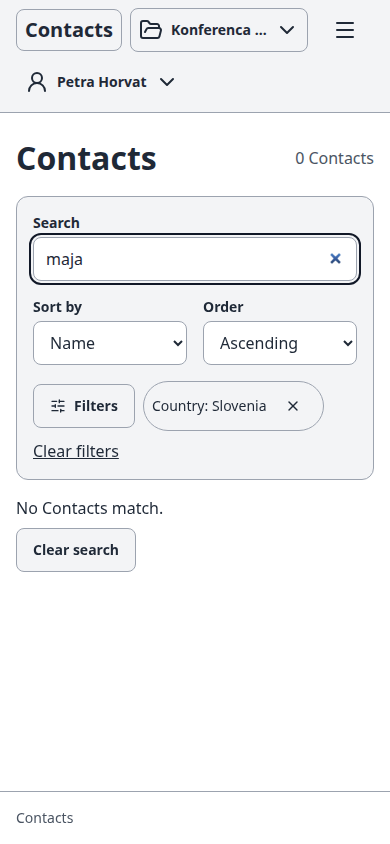 Contacts
Konferenca ...
Petra Horvat
Contacts
0 Contacts
Search
maja
Sort by
Order
Name
Ascending
Filters
Country: Slovenia
Clear filters
No Contacts match.
Clear search
Contacts